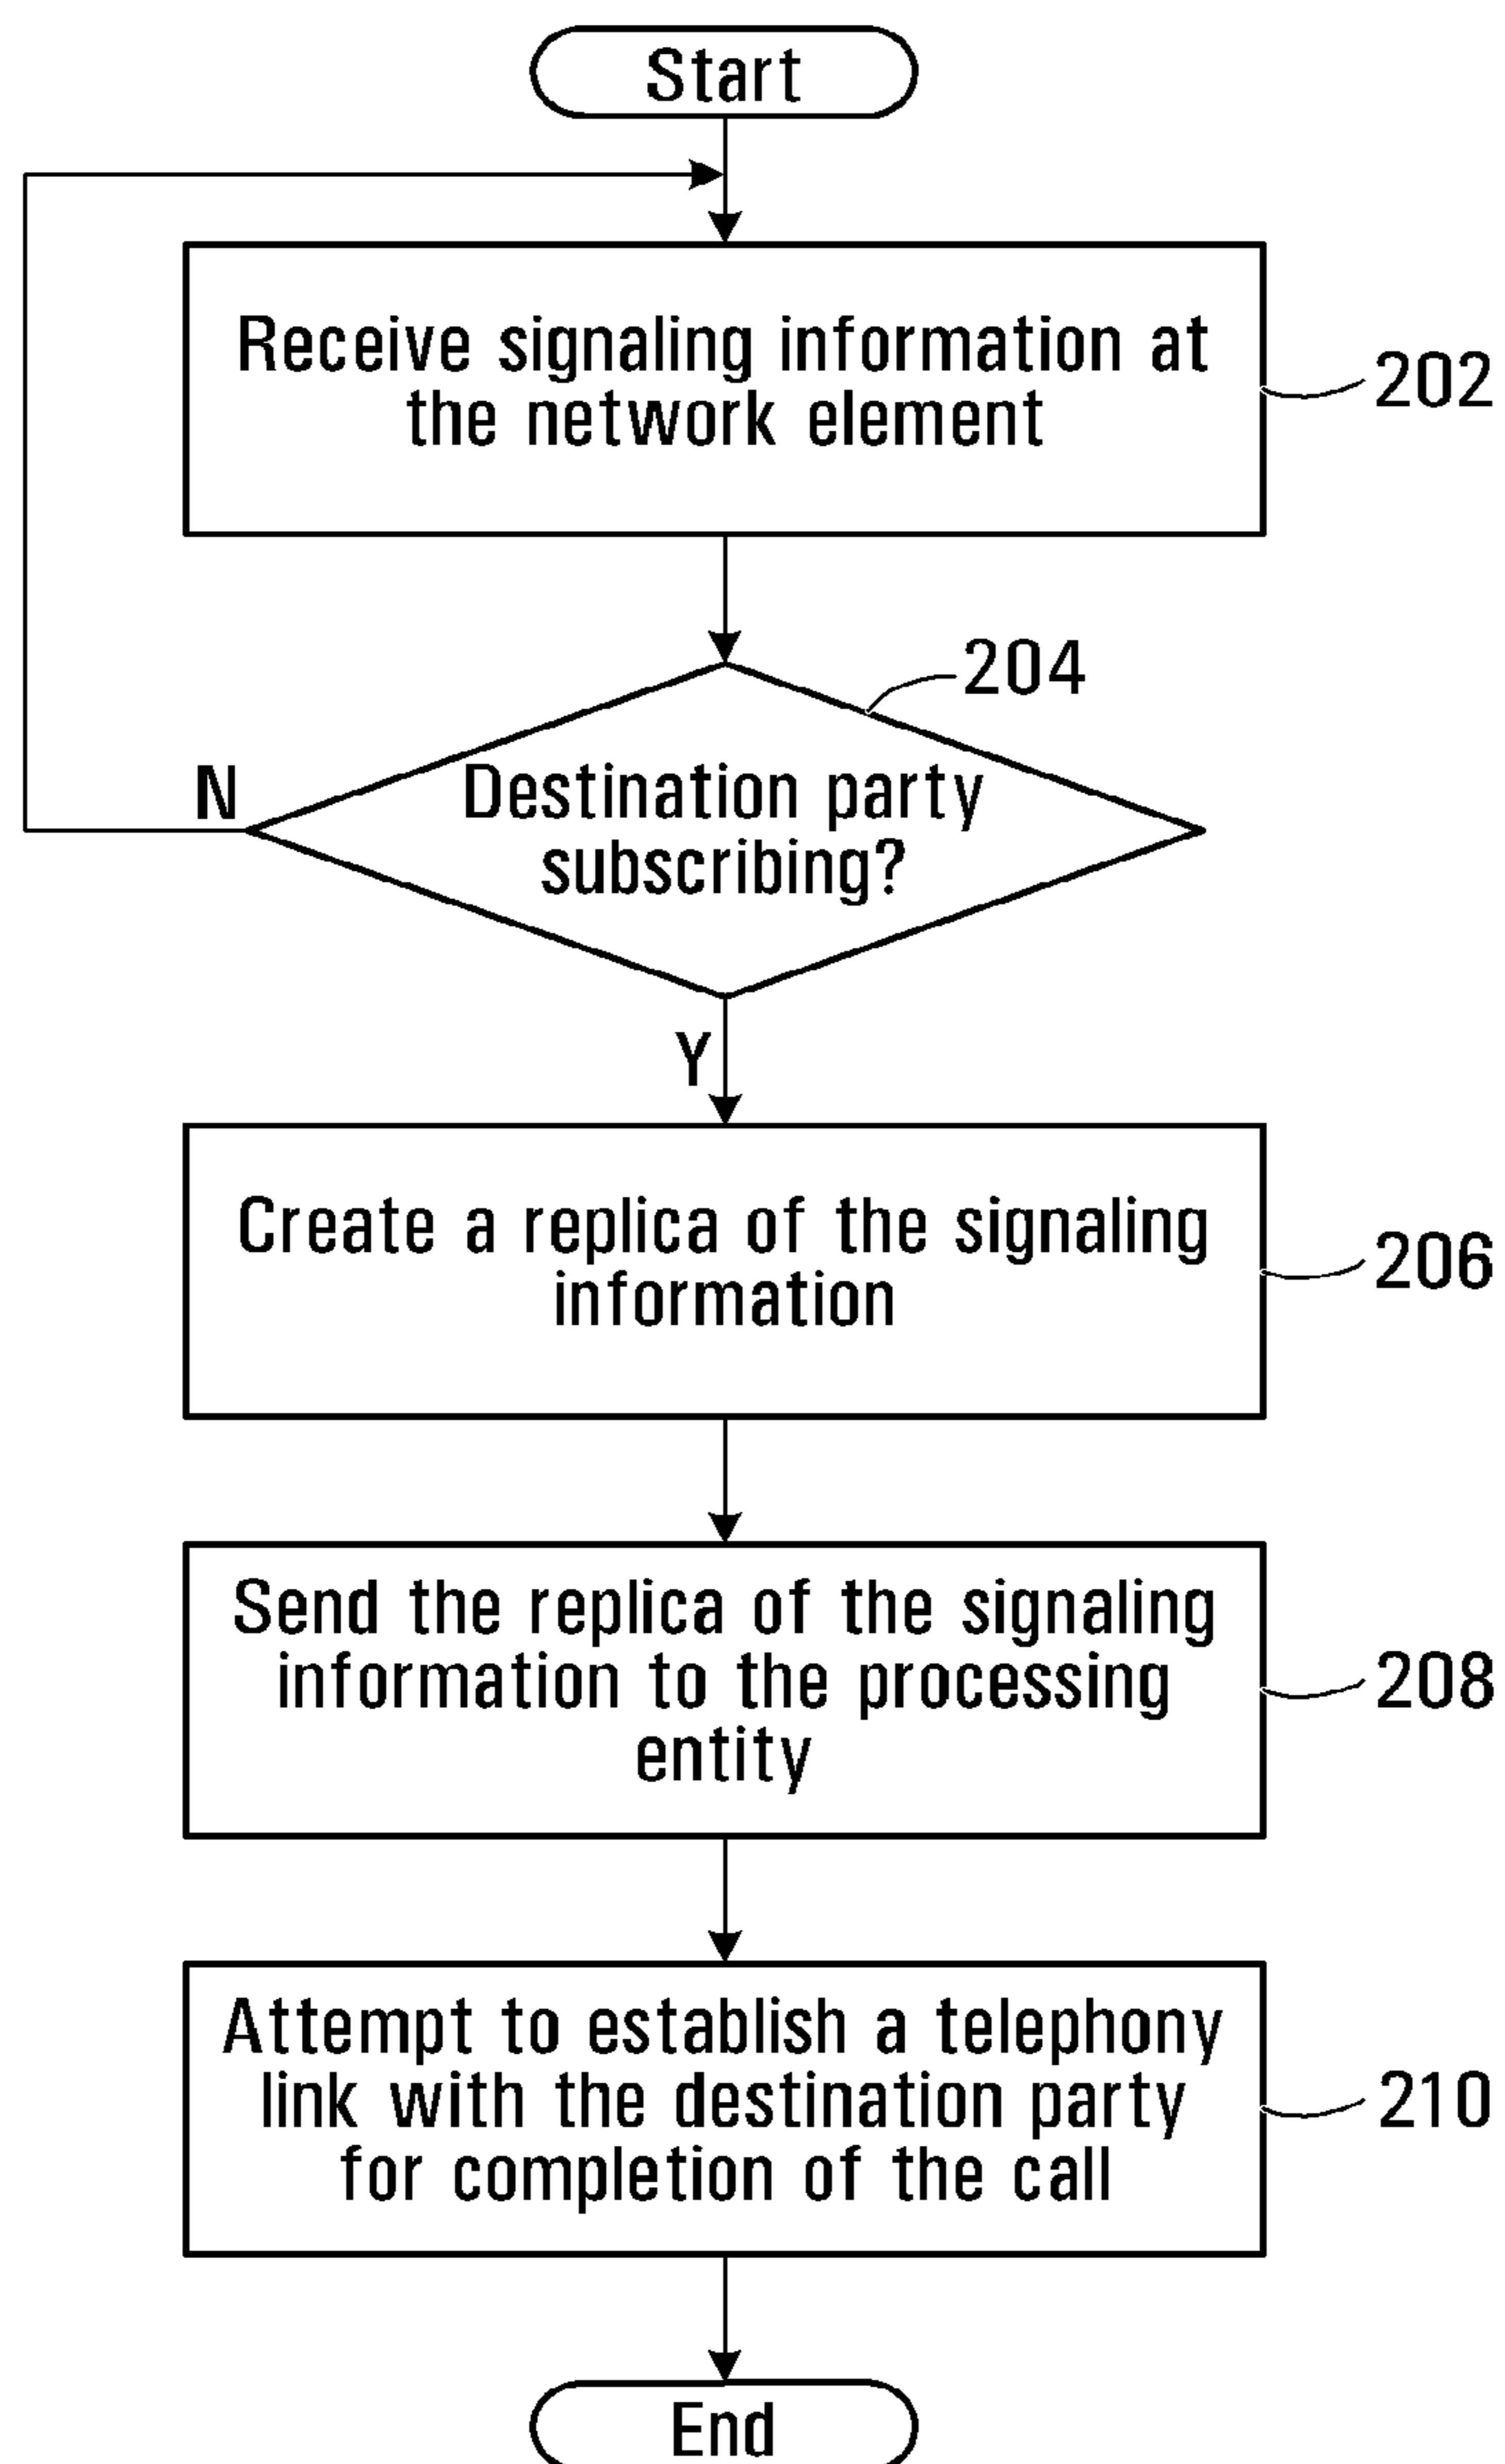 Start
Receive signaling information at
the network element
202
204
Destination party
subscribing?
N
Y
Create a replica of the signaling
information
206
Send the replica of the signaling
information to the processing
entity
208
Attempt to establish a telephony
link with the destination party
for completion of the call
210
End